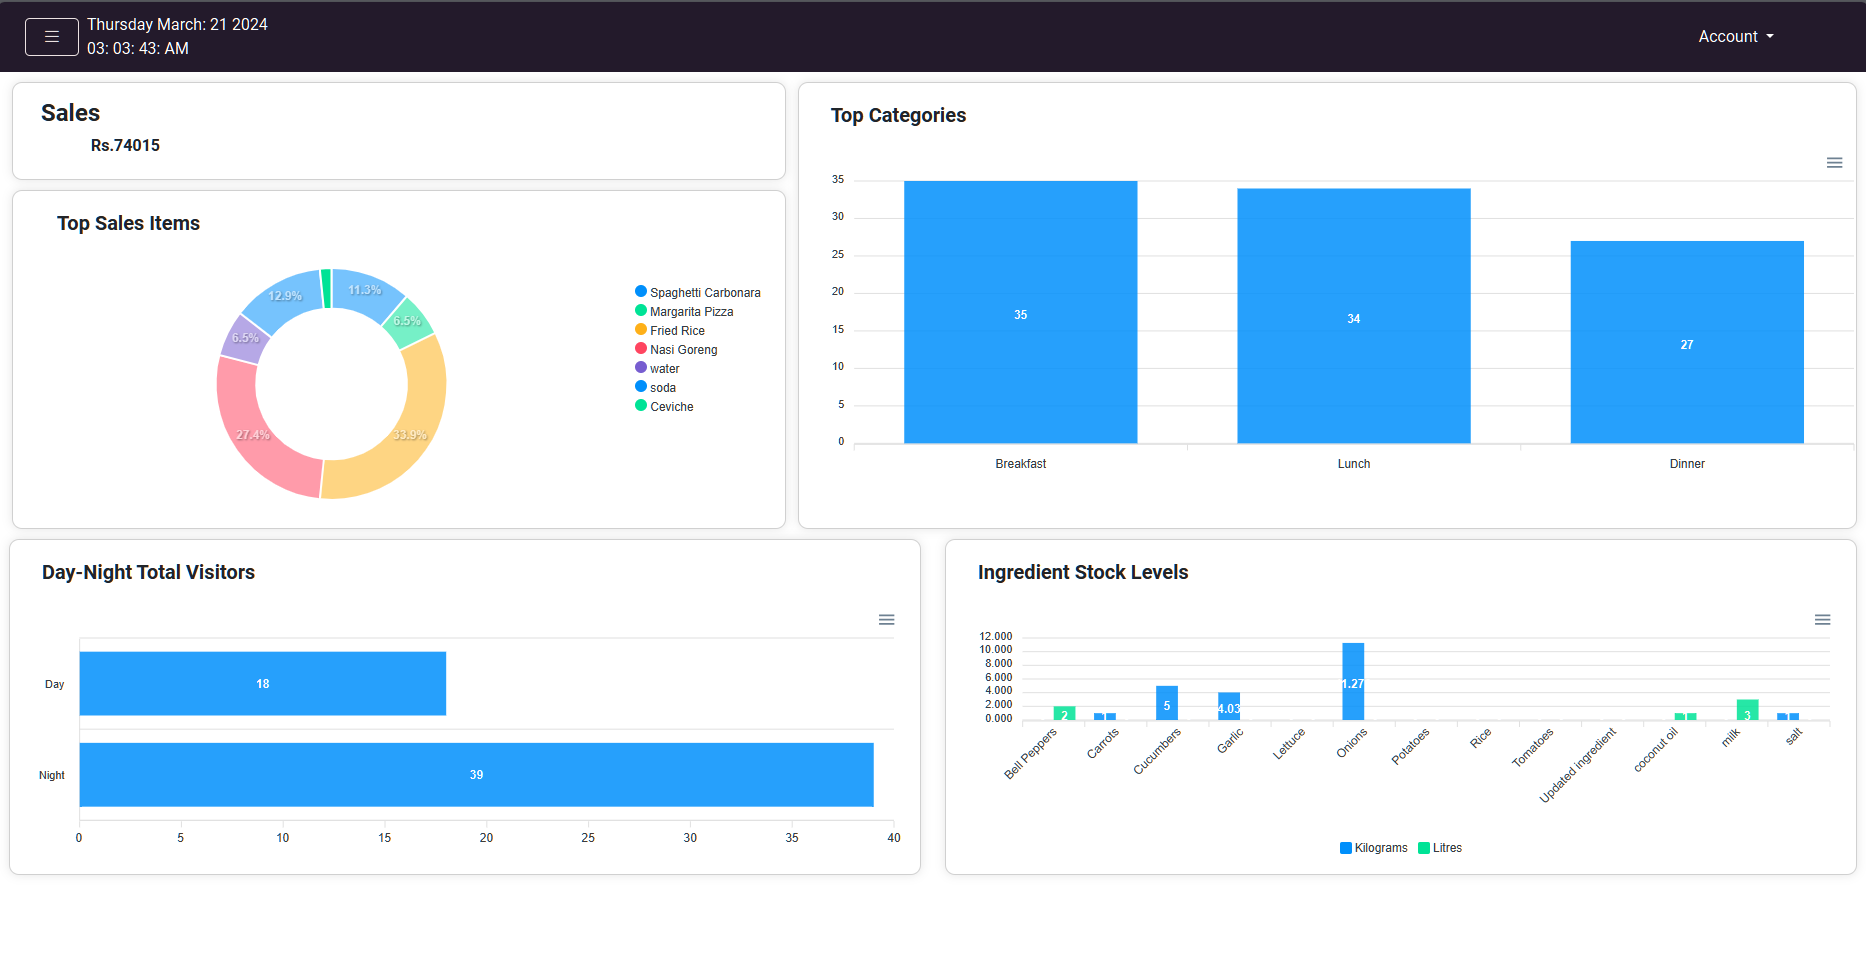 Thursday March: 21 2024
03: 03: 43: AM
Account
Sales
Rs.74015
Top Sales Items
12.9%
11.3%
6.5%
6.5%
27.4%
33.9%
Spaghetti Carbonara
Margarita Pizza
Fried Rice
Nasi Goreng
water
soda
Ceviche
Top Categories
35
30
25
20
15
10
5
0
35
34
27
Breakfast
Lunch
Dinner
Day-Night Total Visitors
Day
18
Night
39
0 5 10 15 20 25 30 35 40
Ingredient Stock Levels
12.000
10.000
8.000
6.000
4.000
2.000
0.000
2
5
4.03
1.27
3
Bell Peppers
Carrots
Cucumbers
Garlic
Lettuce
Onions
Potatoes
Rice
Tomatoes
Updated ingredient
coconut oil
milk
salt
Kilograms Litres